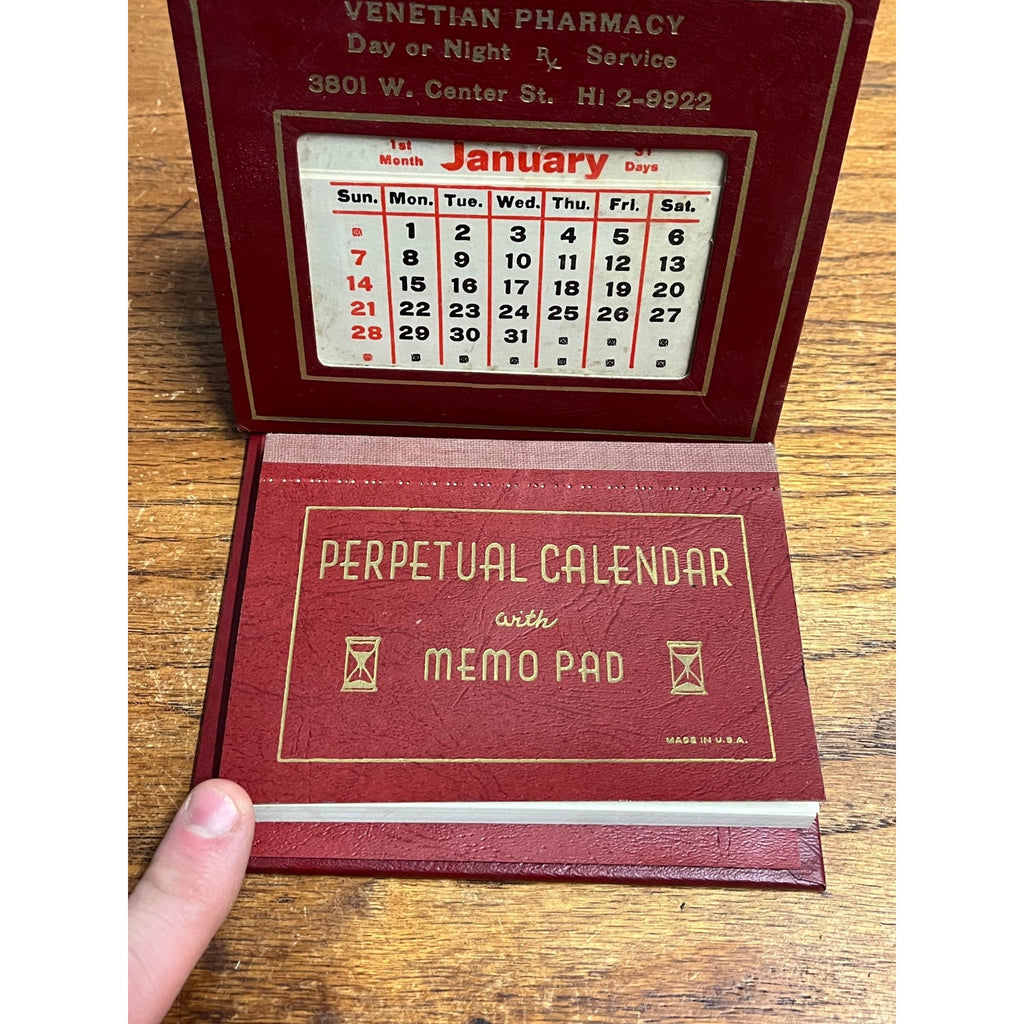 VENETIAN PHARMACY
Day or Night Rx Service
3801 W. Center St. Hi 2-9922
1st Month January 31 Days
Sun. Mon. Tue. Wed. Thu. Fri. Sat.
1 2 3 4 5 6
7 8 9 10 11 12 13
14 15 16 17 18 19 20
21 22 23 24 25 26 27
28 29 30 31
PERPETUAL CALENDAR
with
MEMO PAD
MADE IN U.S.A.